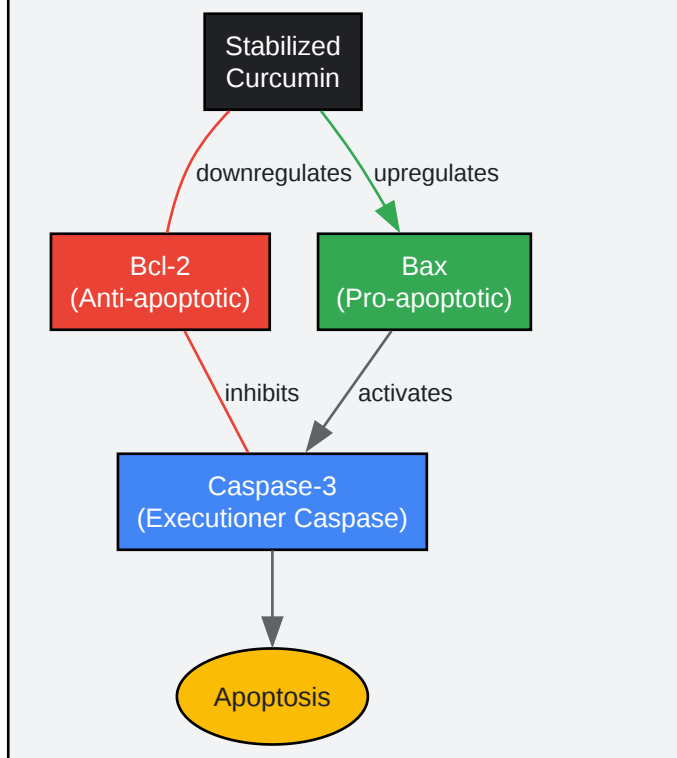 Stabilized
Curcumin
downregulates
upregulates
Bcl-2
(Anti-apoptotic)
Bax
(Pro-apoptotic)
inhibits
activates
Caspase-3
(Executioner Caspase)
Apoptosis